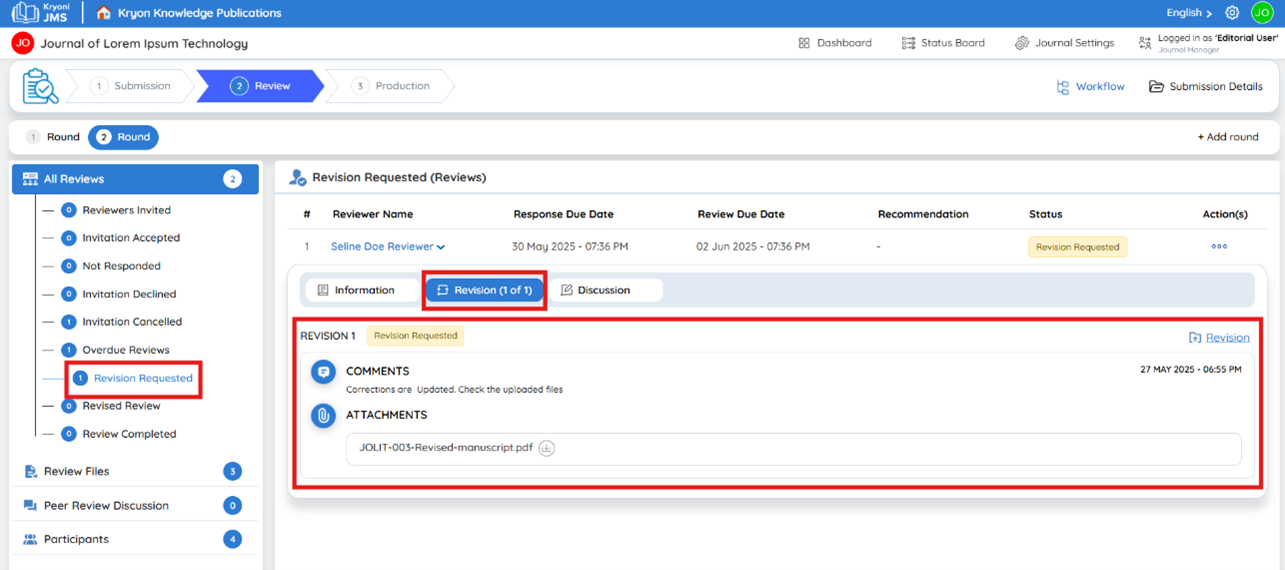 Kryoni
JMS
Kryon Knowledge Publications
English
JO
JO
Journal of Lorem Ipsum Technology
Dashboard
Status Board
Journal Settings
Logged in as 'Editorial User'
Journal Manager
1 Submission
2 Review
3 Production
Workflow
Submission Details
1 Round
2 Round
+ Add round
All Reviews 2
0 Reviewers Invited
0 Invitation Accepted
0 Not Responded
0 Invitation Declined
1 Invitation Cancelled
1 Overdue Reviews
1 Revision Requested
0 Revised Review
0 Review Completed
Review Files 3
Peer Review Discussion 0
Participants 4
Revision Requested (Reviews)
# Reviewer Name Response Due Date Review Due Date Recommendation Status Action(s)
1 Seline Doe Reviewer 30 May 2025 - 07:36 PM 02 Jun 2025 - 07:36 PM - Revision Requested
Information
Revision (1 of 1)
Discussion
REVISION 1 Revision Requested
Revision
COMMENTS
27 MAY 2025 - 06:55 PM
Corrections are Updated. Check the uploaded files
ATTACHMENTS
JOLIT-003-Revised-manuscript.pdf